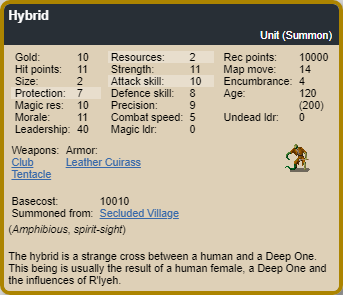 Hybrid
Unit (Summon)
Gold: 10 Resources: 2 Rec points: 10000
Hit points: 11 Strength: 11 Map move: 14
Size: 2 Attack skill: 10 Encumbrance: 4
Protection: 7 Defence skill: 8 Age: 120
Magic res: 10 Precision: 9 (200)
Morale: 11 Combat speed: 5 Undead ldr: 0
Leadership: 40 Magic ldr: 0
Weapons: Armor:
Club Leather Cuirass
Tentacle
Basecost: 10010
Summoned from: Secluded Village
(Amphibious, spirit-sight)
The hybrid is a strange cross between a human and a Deep One.
This being is usually the result of a human female, a Deep One and
the influences of R'lyeh.